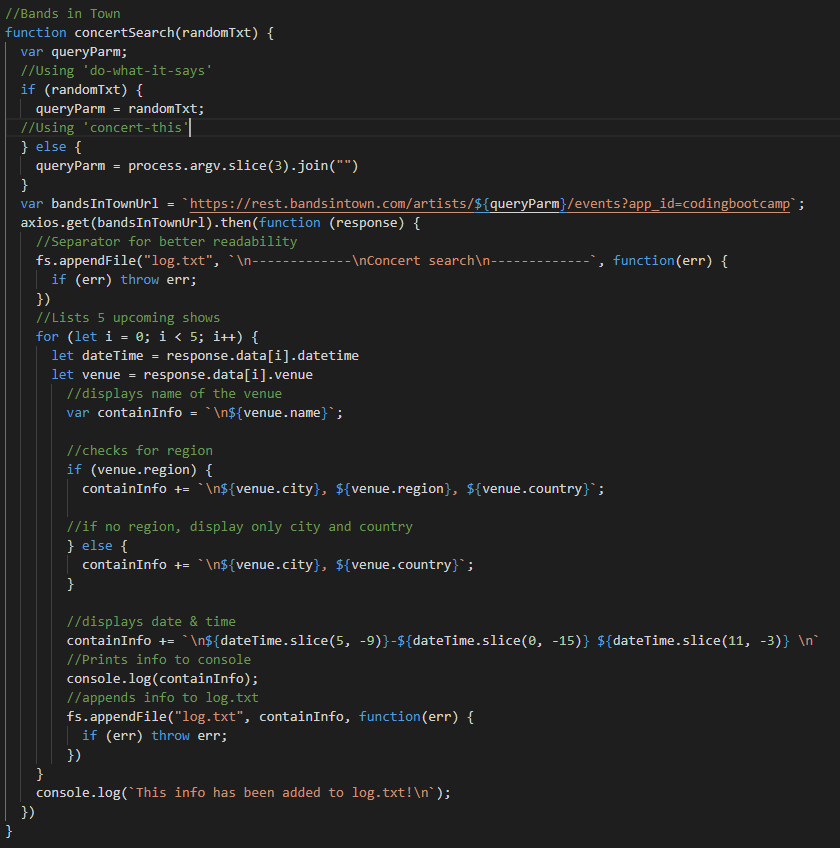 //Bands in Town
function concertSearch(randomTxt) {
  var queryParm;
  //Using 'do-what-it-says'
  if (randomTxt) {
    queryParm = randomTxt;
  //Using 'concert-this'
  } else {
    queryParm = process.argv.slice(3).join("")
  }
  var bandsInTownUrl = `https://rest.bandsintown.com/artists/${queryParm}/events?app_id=codingbootcamp`;
  axios.get(bandsInTownUrl).then(function (response) {
    //Separator for better readability
    fs.appendFile("log.txt", `\n-------------\nConcert search\n-------------`, function(err) {
      if (err) throw err;
    })
    //Lists 5 upcoming shows
    for (let i = 0; i < 5; i++) {
      let dateTime = response.data[i].datetime
      let venue = response.data[i].venue
        //displays name of the venue
        var containInfo = `\n${venue.name}`;

        //checks for region
        if (venue.region) {
          containInfo += `\n${venue.city}, ${venue.region}, ${venue.country}`;

        //if no region, display only city and country
        } else {
          containInfo += `\n${venue.city}, ${venue.country}`;
        }

        //displays date & time
        containInfo += `\n${dateTime.slice(5, -9)}-${dateTime.slice(0, -15)} ${dateTime.slice(11, -3)} \n`
        //Prints info to console
        console.log(containInfo);
        //appends info to log.txt
        fs.appendFile("log.txt", containInfo, function(err) {
          if (err) throw err;
        })
    }
    console.log(`This info has been added to log.txt!\n`);
  })
}